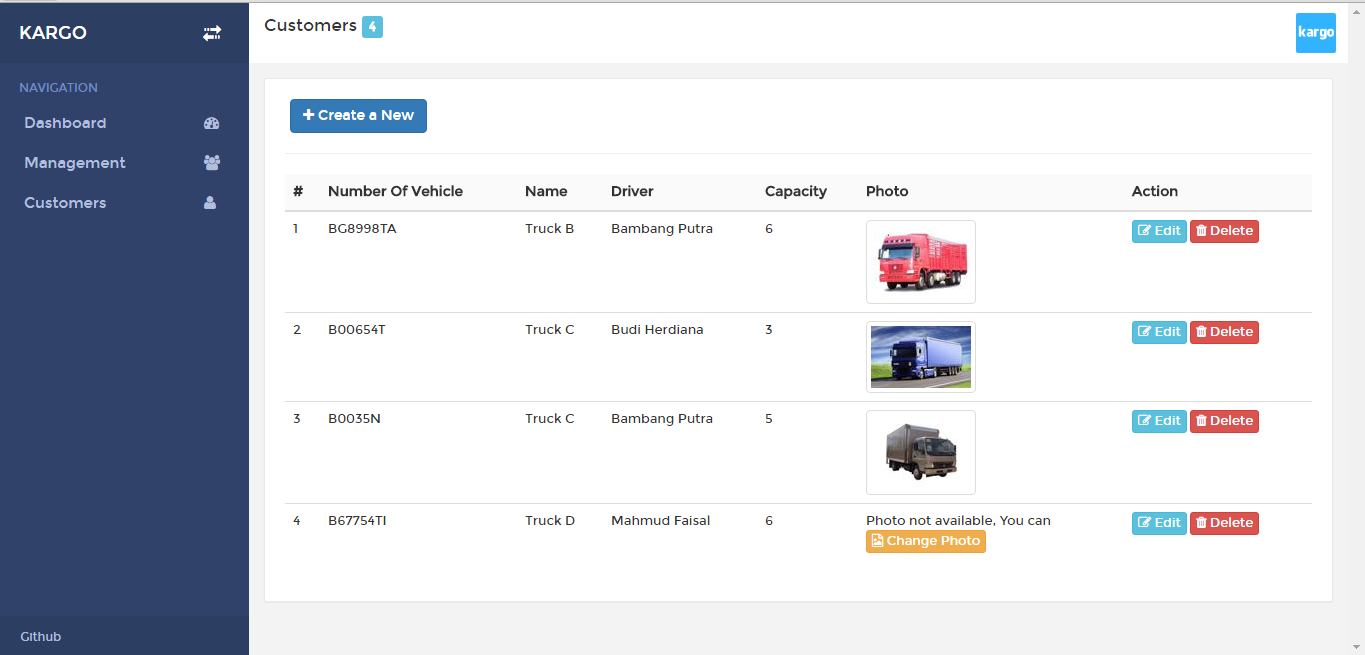 KARGO
NAVIGATION
Dashboard
Management
Customers
Github
Customers 4
kargo
Create a New
# Number Of Vehicle Name Driver Capacity Photo Action
1 BG8998TA Truck B Bambang Putra 6 Edit Delete
2 B00654T Truck C Budi Herdiana 3 Edit Delete
3 B0035N Truck C Bambang Putra 5 Edit Delete
4 B67754TI Truck D Mahmud Faisal 6 Photo not available, You can Edit Delete
Change Photo